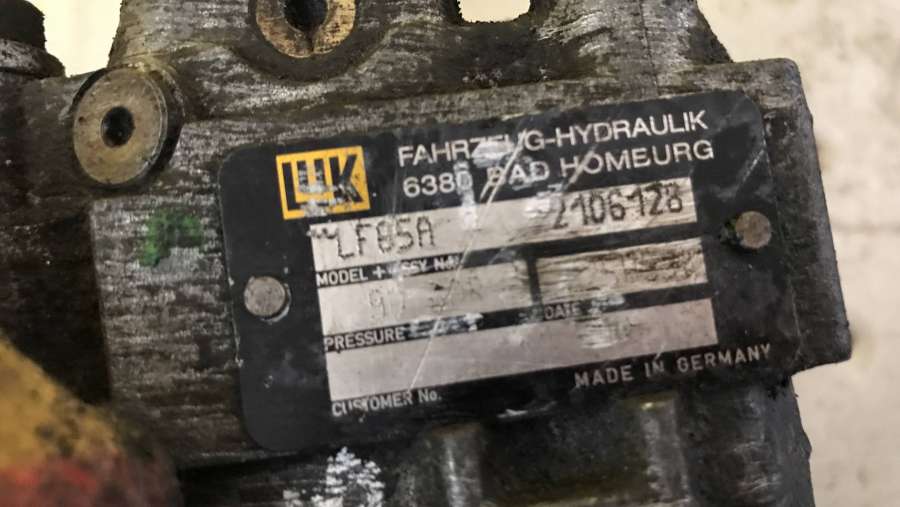 LUK
FAHRZEUG-HYDRAULIK
6380 BAD HOMBURG
LF85A 2106128
MODEL +
PRESSURE DATE
CUSTOMER No.
MADE IN GERMANY